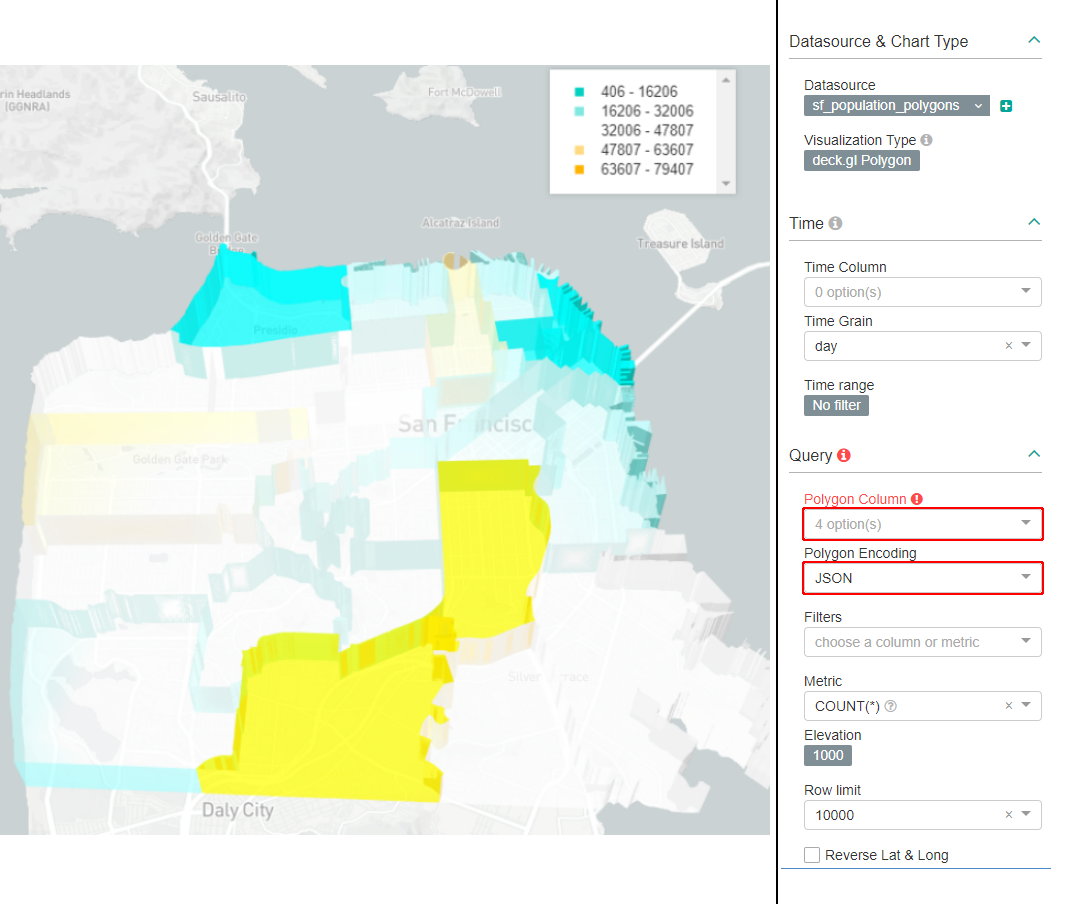 rin Headlands
(GGNRA)
Sausalito
Fort McDowell
406 - 16206
16206 - 32006
32006 - 47807
47807 - 63607
63607 - 79407
Alcatraz Island
Golden Gate
Bridge
Treasure Island
Presidio
San Francisc
Golden Gate Park
Silver Terrace
Daly City
Datasource & Chart Type
Datasource
sf_population_polygons
Visualization Type
deck.gl Polygon
Time
Time Column
0 option(s)
Time Grain
day
Time range
No filter
Query
Polygon Column
4 option(s)
Polygon Encoding
JSON
Filters
choose a column or metric
Metric
COUNT(*)
Elevation
1000
Row limit
10000
Reverse Lat & Long